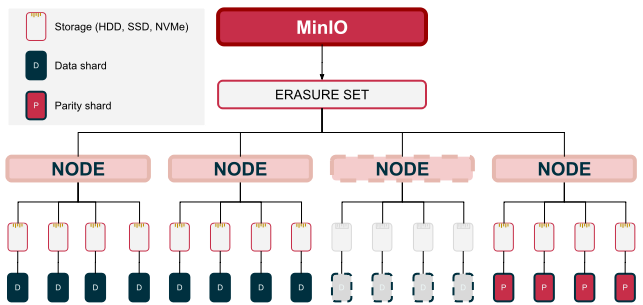 Storage (HDD, SSD, NVMe)
D Data shard
P Parity shard
MinIO
ERASURE SET
NODE NODE NODE NODE
D D D D D D D D D D D D P P P P